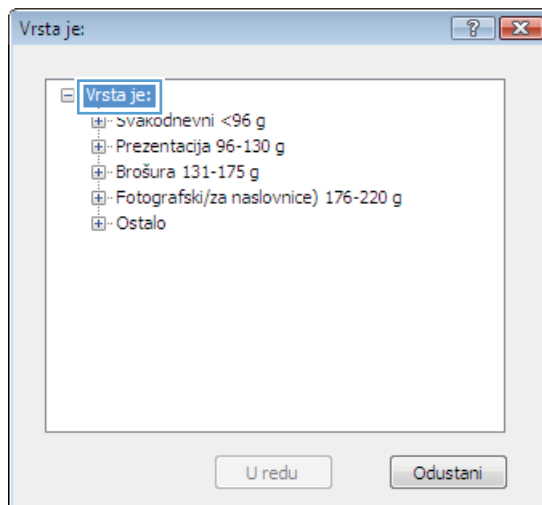 Vrsta je:
Vrsta je:
Svakodnevni <96 g
Prezentacija 96-130 g
Brošura 131-175 g
Fotografski/za naslovnice) 176-220 g
Ostalo
U redu
Odustani